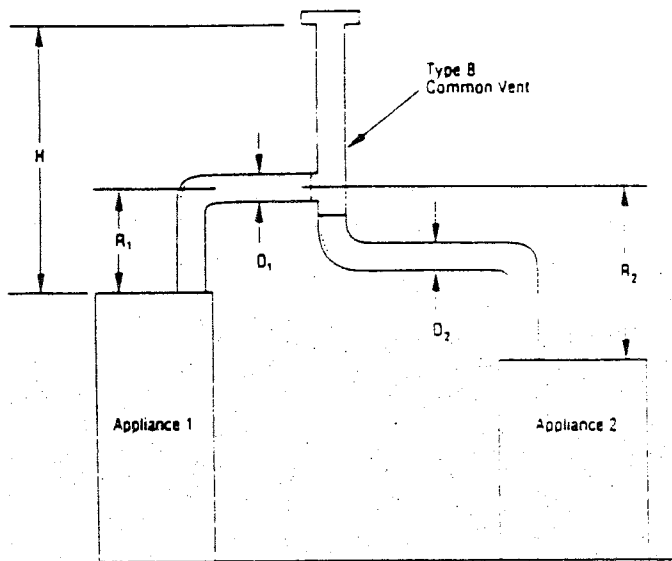 Type B
Common Vent
H
R₁
D₁
D₂
R₂
Appliance 1
Appliance 2